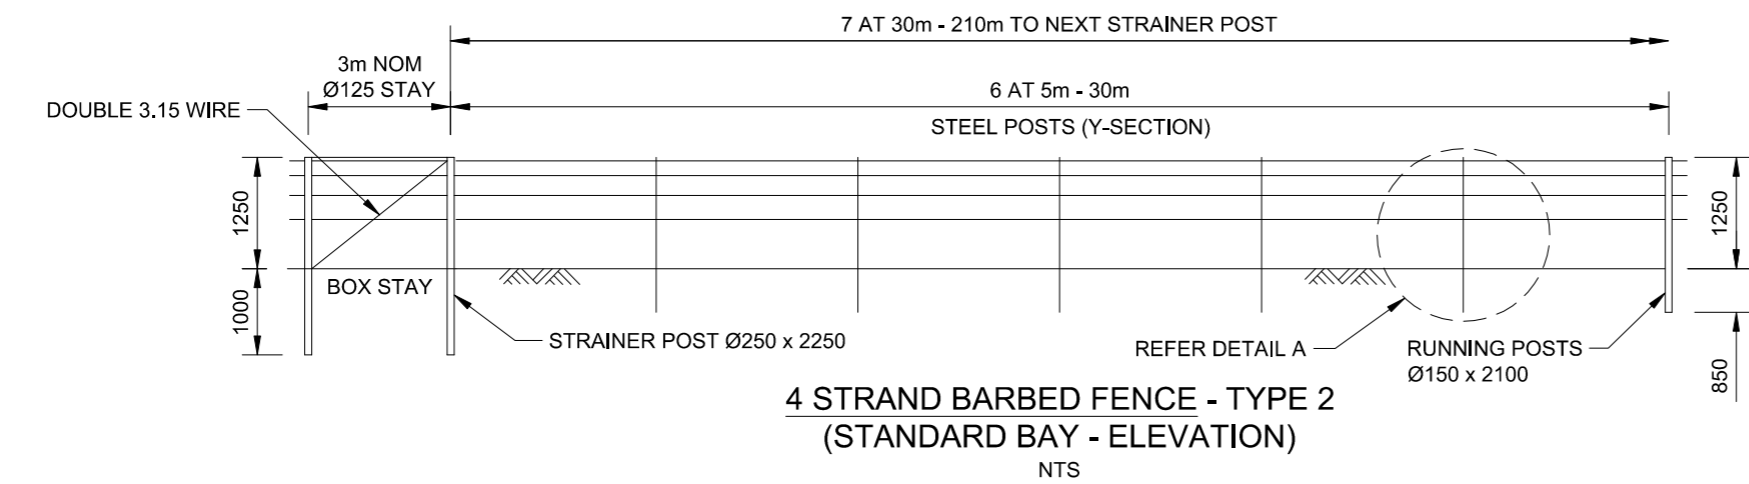 7 AT 30m - 210m TO NEXT STRAINER POST
3m NOM
Ø125 STAY
6 AT 5m - 30m
DOUBLE 3.15 WIRE
STEEL POSTS (Y-SECTION)
1250
1250
BOX STAY
1000
STRAINER POST Ø250 x 2250
REFER DETAIL A
RUNNING POSTS
Ø150 x 2100
850
4 STRAND BARBED FENCE - TYPE 2
(STANDARD BAY - ELEVATION)
NTS